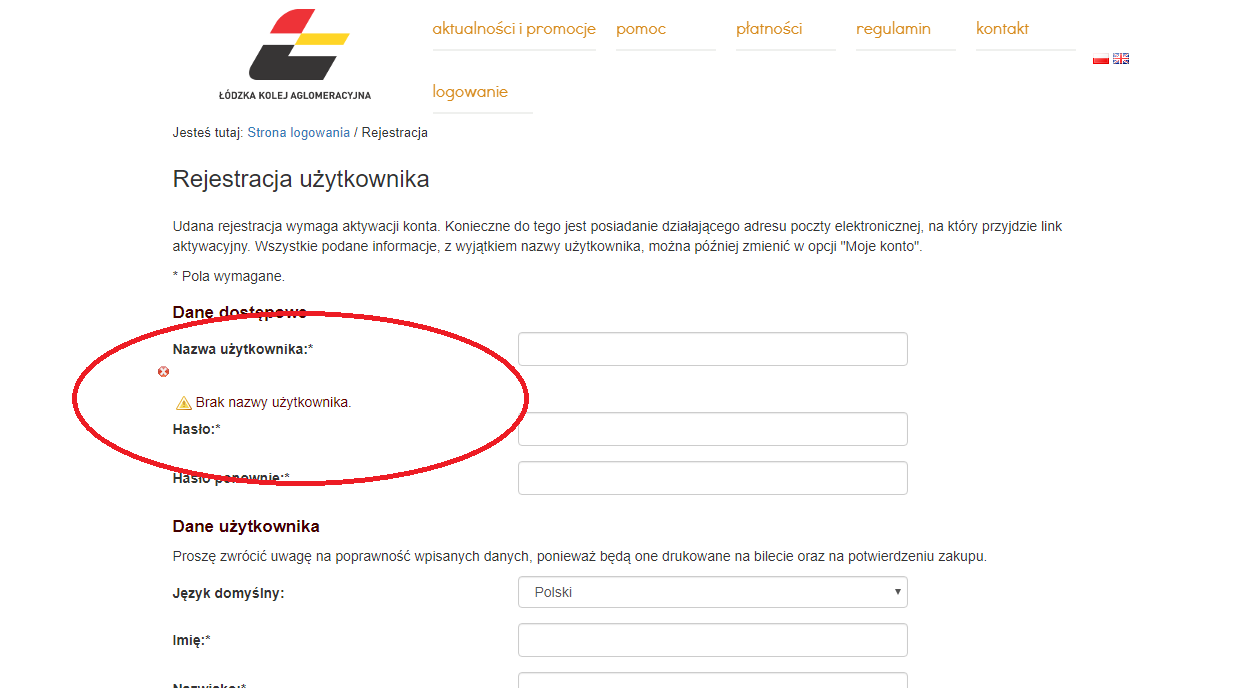 aktualności i promocje pomoc płatności regulamin kontakt
ŁÓDZKA KOLEJ AGLOMERACYJNA
logowanie
Jesteś tutaj: Strona logowania / Rejestracja
Rejestracja użytkownika
Udana rejestracja wymaga aktywacji konta. Konieczne do tego jest posiadanie działającego adresu poczty elektronicznej, na który przyjdzie link
aktywacyjny. Wszystkie podane informacje, z wyjątkiem nazwy użytkownika, można później zmienić w opcji "Moje konto".
* Pola wymagane.
Dane dostępowe
Nazwa użytkownika:*
Brak nazwy użytkownika.
Hasło:*
Hasło ponownie:*
Dane użytkownika
Proszę zwrócić uwagę na poprawność wpisanych danych, ponieważ będą one drukowane na bilecie oraz na potwierdzeniu zakupu.
Język domyślny: Polski
Imię:*
Nazwisko:*